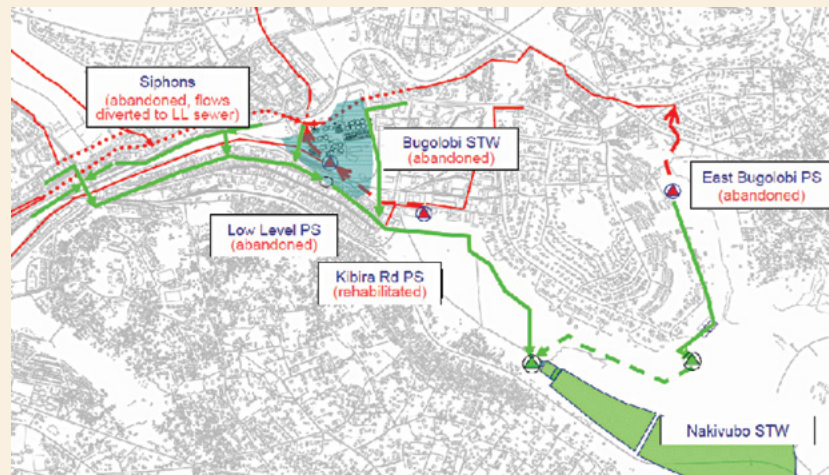 Siphons
(abandoned, flows
diverted to LL sewer)
Bugolobi STW
(abandoned)
East Bugolobi PS
(abandoned)
Low Level PS
(abandoned)
Kibira Rd PS
(rehabilitated)
Nakivubo STW